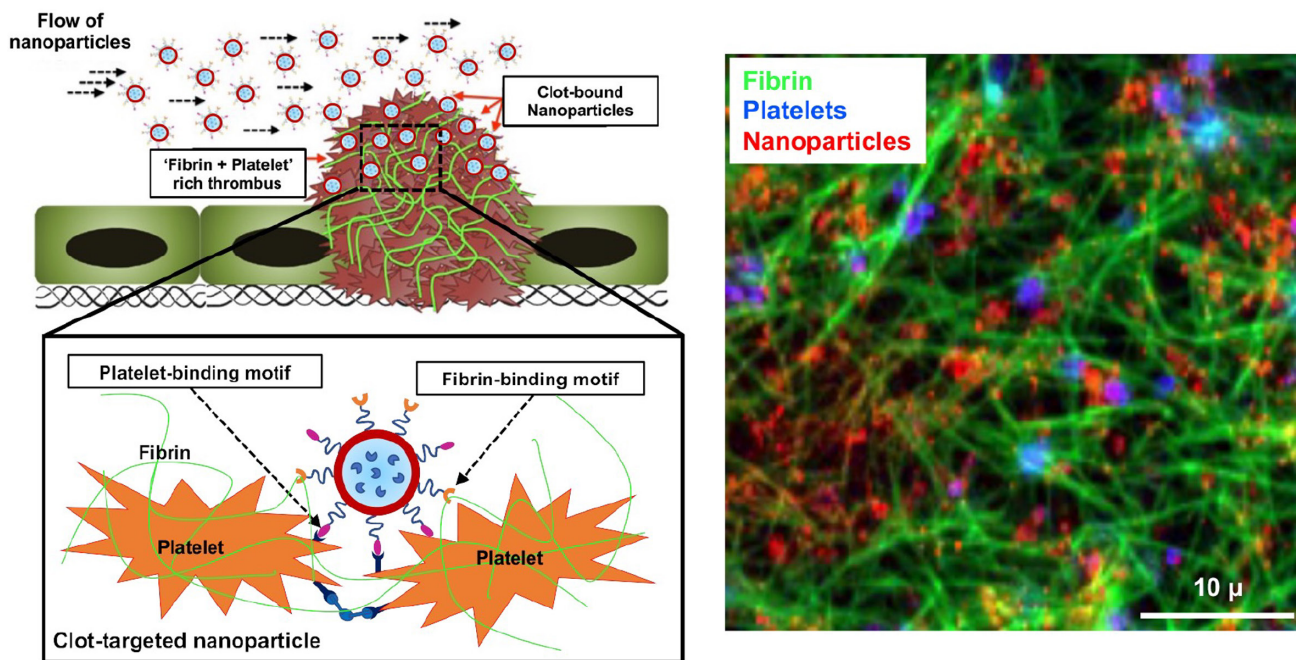 Flow of
nanoparticles
Clot-bound
Nanoparticles
'Fibrin + Platelet'
rich thrombus
Platelet-binding motif
Fibrin-binding motif
Fibrin
Platelet
Platelet
Clot-targeted nanoparticle
Fibrin
Platelets
Nanoparticles
10 μ